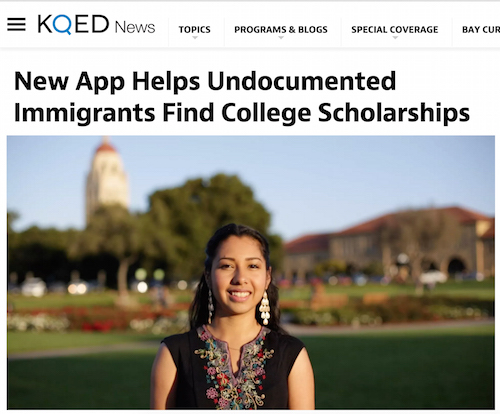 KQED News
TOPICS
PROGRAMS & BLOGS
SPECIAL COVERAGE
BAY CUR
New App Helps Undocumented
Immigrants Find College Scholarships